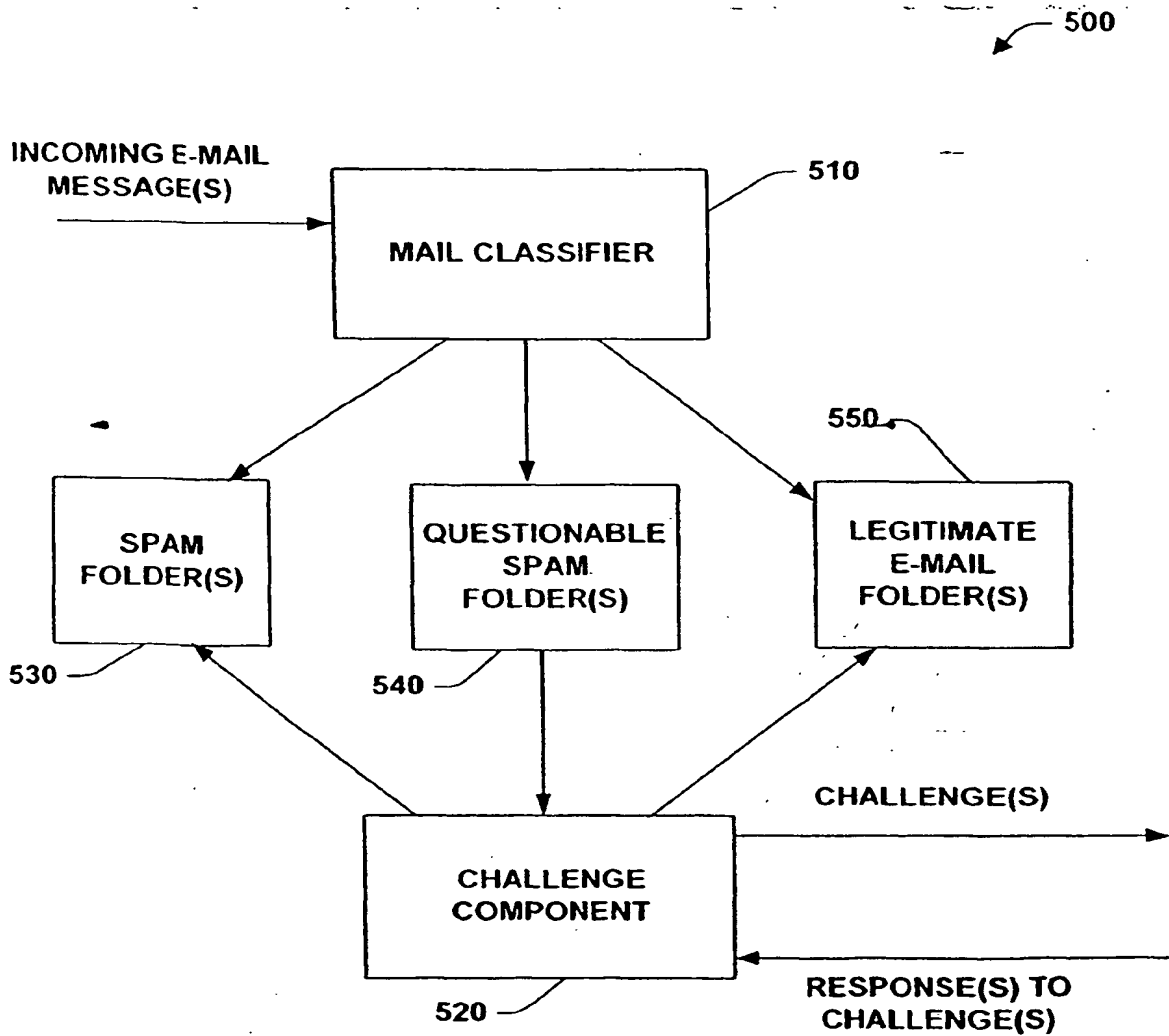 500
INCOMING E-MAIL
MESSAGE(S)
510
MAIL CLASSIFIER
550
SPAM
FOLDER(S)
QUESTIONABLE
SPAM
FOLDER(S)
LEGITIMATE
E-MAIL
FOLDER(S)
530
540
CHALLENGE(S)
CHALLENGE
COMPONENT
520
RESPONSE(S) TO
CHALLENGE(S)